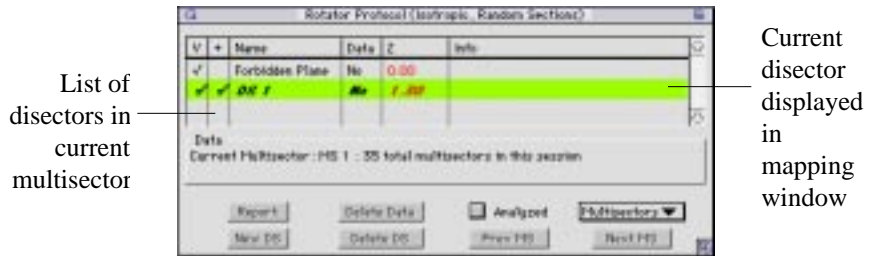 Rotator Protocol (Isotropic, Random Sections)
V + Name Data Z Info
✓ Forbidden Plane No 0.00
✓ ✓ DS 1 No 1.00
Data
Current Multisector : MS 1 : 35 total multisectors in this session
Report Delete Data Analyzed Multisectors ▼
New DS Delete DS Prev MS Next MS
List of
disectors in
current
multisector
Current
disector
displayed
in
mapping
window